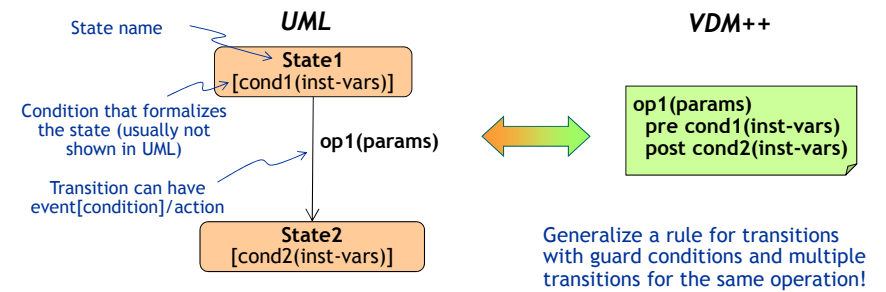 UML
VDM++
State name
State1
[cond1(inst-vars)]
Condition that formalizes
the state (usually not
shown in UML)
op1(params)
Transition can have
event[condition]/action
State2
[cond2(inst-vars)]
op1(params)
pre cond1(inst-vars)
post cond2(inst-vars)
Generalize a rule for transitions
with guard conditions and multiple
transitions for the same operation!